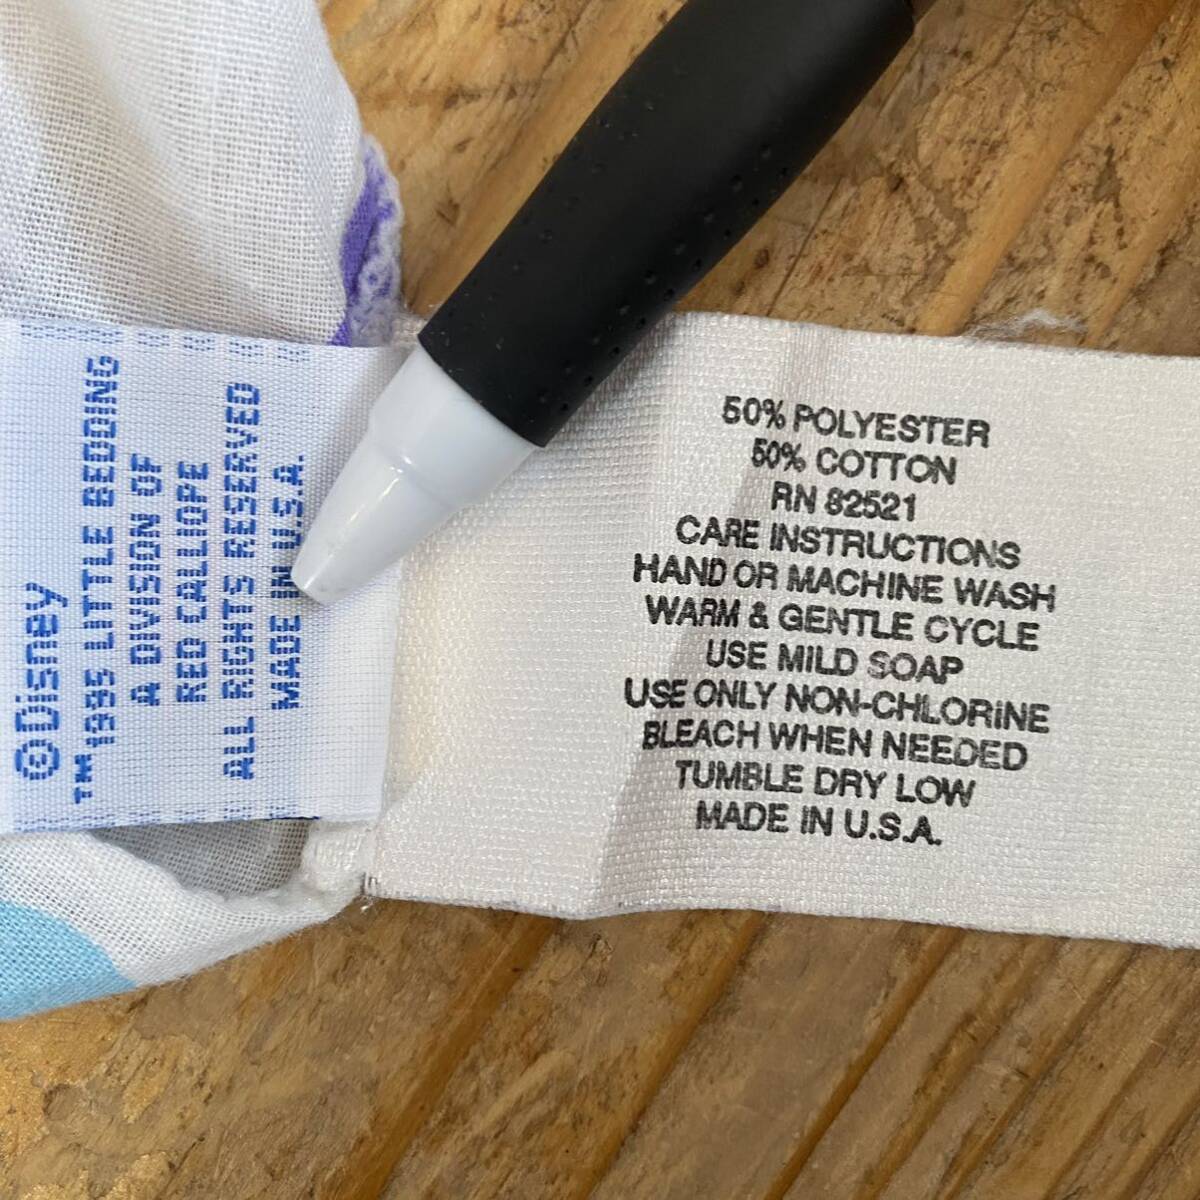 ©Disney
™ 1995 LITTLE BEDDING
A DIVISION OF
RED CALLIOPE
ALL RIGHTS RESERVED
MADE IN U.S.A.
50% POLYESTER
50% COTTON
RN 82521
CARE INSTRUCTIONS
HAND OR MACHINE WASH
WARM & GENTLE CYCLE
USE MILD SOAP
USE ONLY NON-CHLORINE
BLEACH WHEN NEEDED
TUMBLE DRY LOW
MADE IN U.S.A.